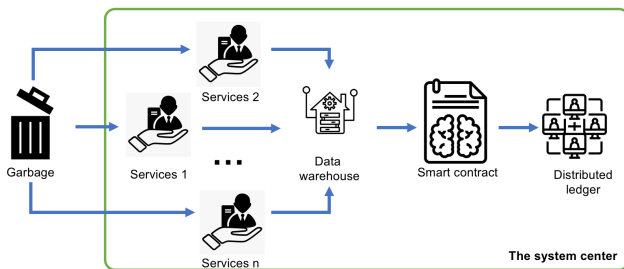 Services 2
Garbage
Services 1
...
Data
warehouse
Smart contract
Distributed
ledger
Services n
The system center